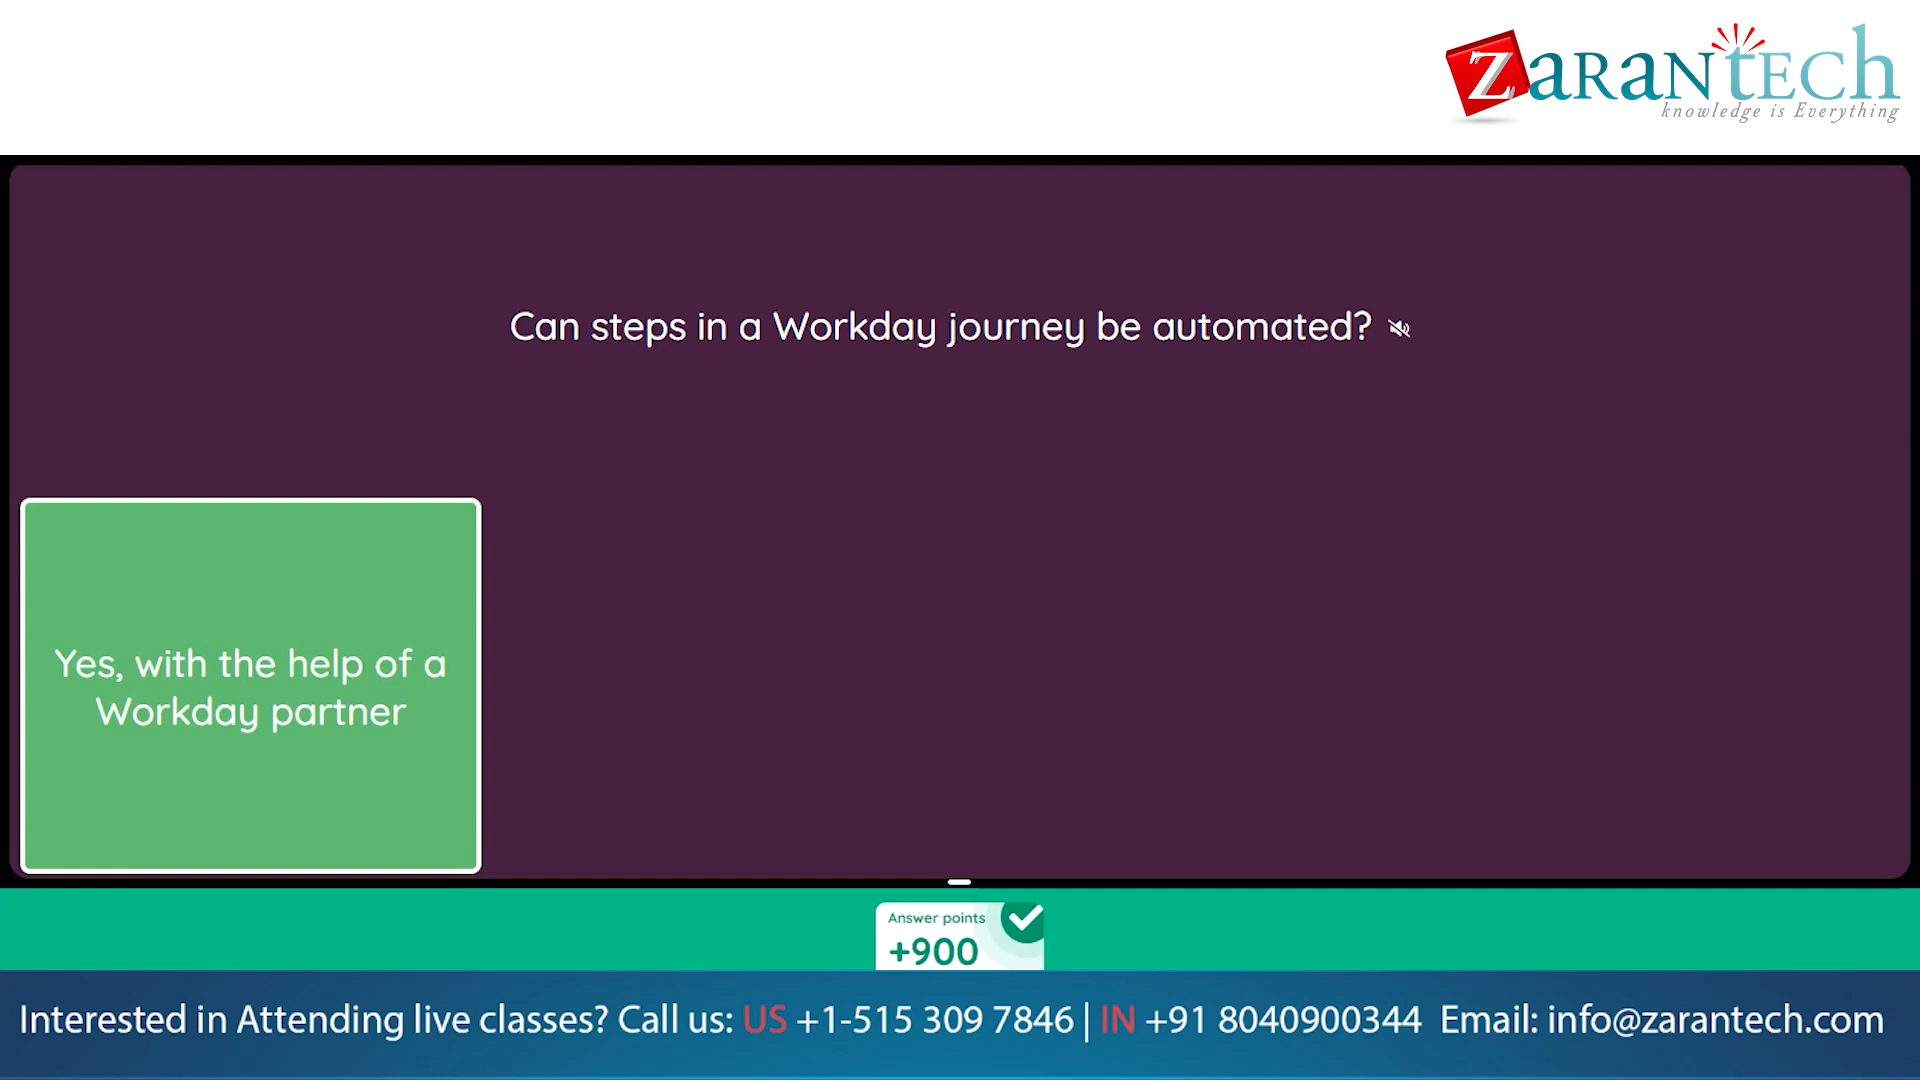 ZaranTech
knowledge is Everything
Can steps in a Workday journey be automated?
Yes, with the help of a
Workday partner
Answer points
+900
Interested in Attending live classes? Call us: US +1-515 309 7846 | IN +91 8040900344 Email: info@zarantech.com